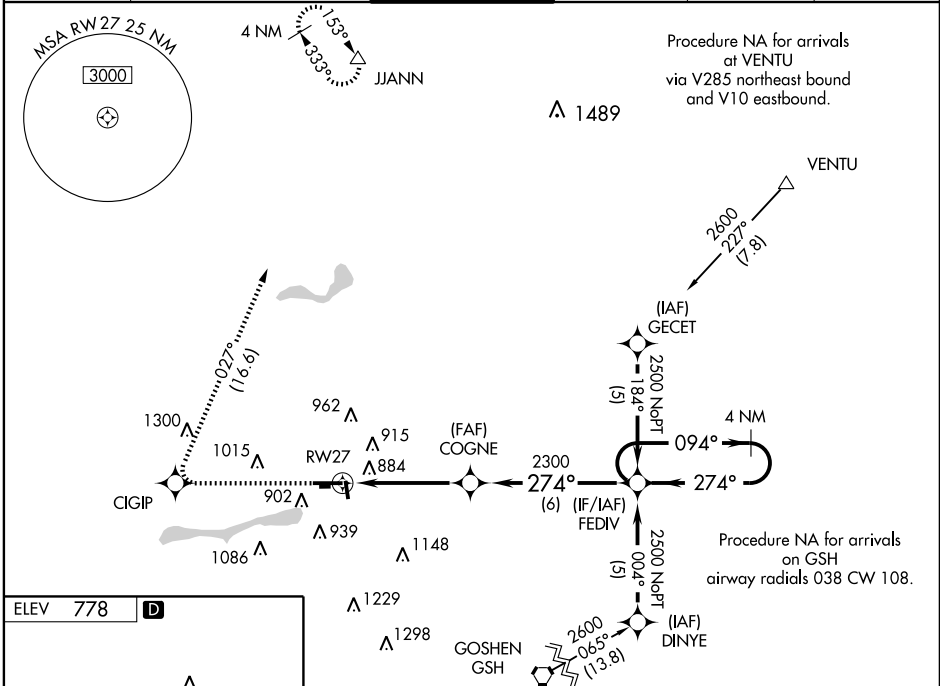 MSA RW27 25 NM
3000
4 NM
153°
333°
JJANN
Procedure NA for arrivals
at VENTU
via V285 northeast bound
and V10 eastbound.
1489
VENTU
2600
227°
(7.8)
(IAF)
GECET
2500 NoPT
184°
(5)
027°
(16.6)
1300
962
915
1015
884
RW27
(FAF)
COGNE
4 NM
094°
2300
274°
(6)
274°
(IF/IAF)
FEDIV
CIGIP
902
939
1086
1148
2500 NoPT
004°
(5)
Procedure NA for arrivals
on GSH
airway radials 038 CW 108.
1229
1298
ELEV 778 D
GOSHEN
GSH
2600
065°
(13.8)
(IAF)
DINYE